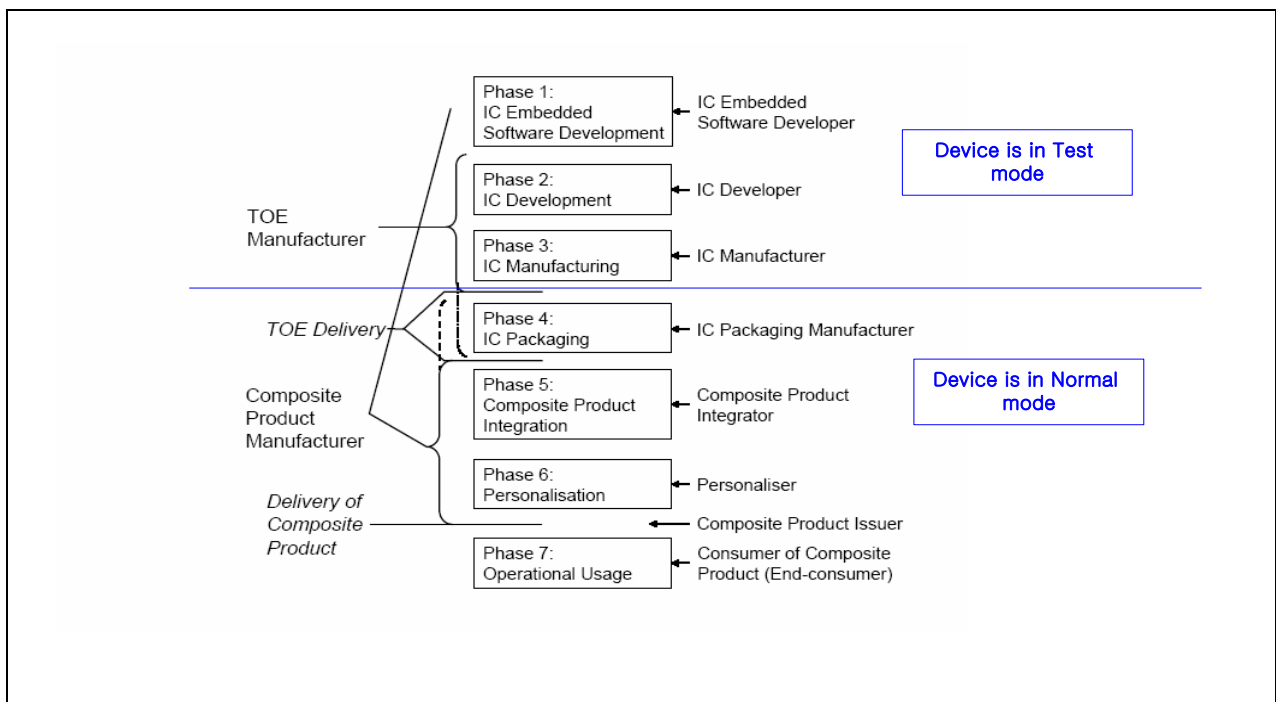 Phase 1:
IC Embedded
Software Development
IC Embedded
Software Developer
Device is in Test
mode
Phase 2:
IC Development
IC Developer
TOE
Manufacturer
Phase 3:
IC Manufacturing
IC Manufacturer
TOE Delivery
Phase 4:
IC Packaging
IC Packaging Manufacturer
Device is in Normal
mode
Composite
Product
Manufacturer
Phase 5:
Composite Product
Integration
Composite Product
Integrator
Phase 6:
Personalisation
Personaliser
Delivery of
Composite
Product
Composite Product Issuer
Phase 7:
Operational Usage
Consumer of Composite
Product (End-consumer)